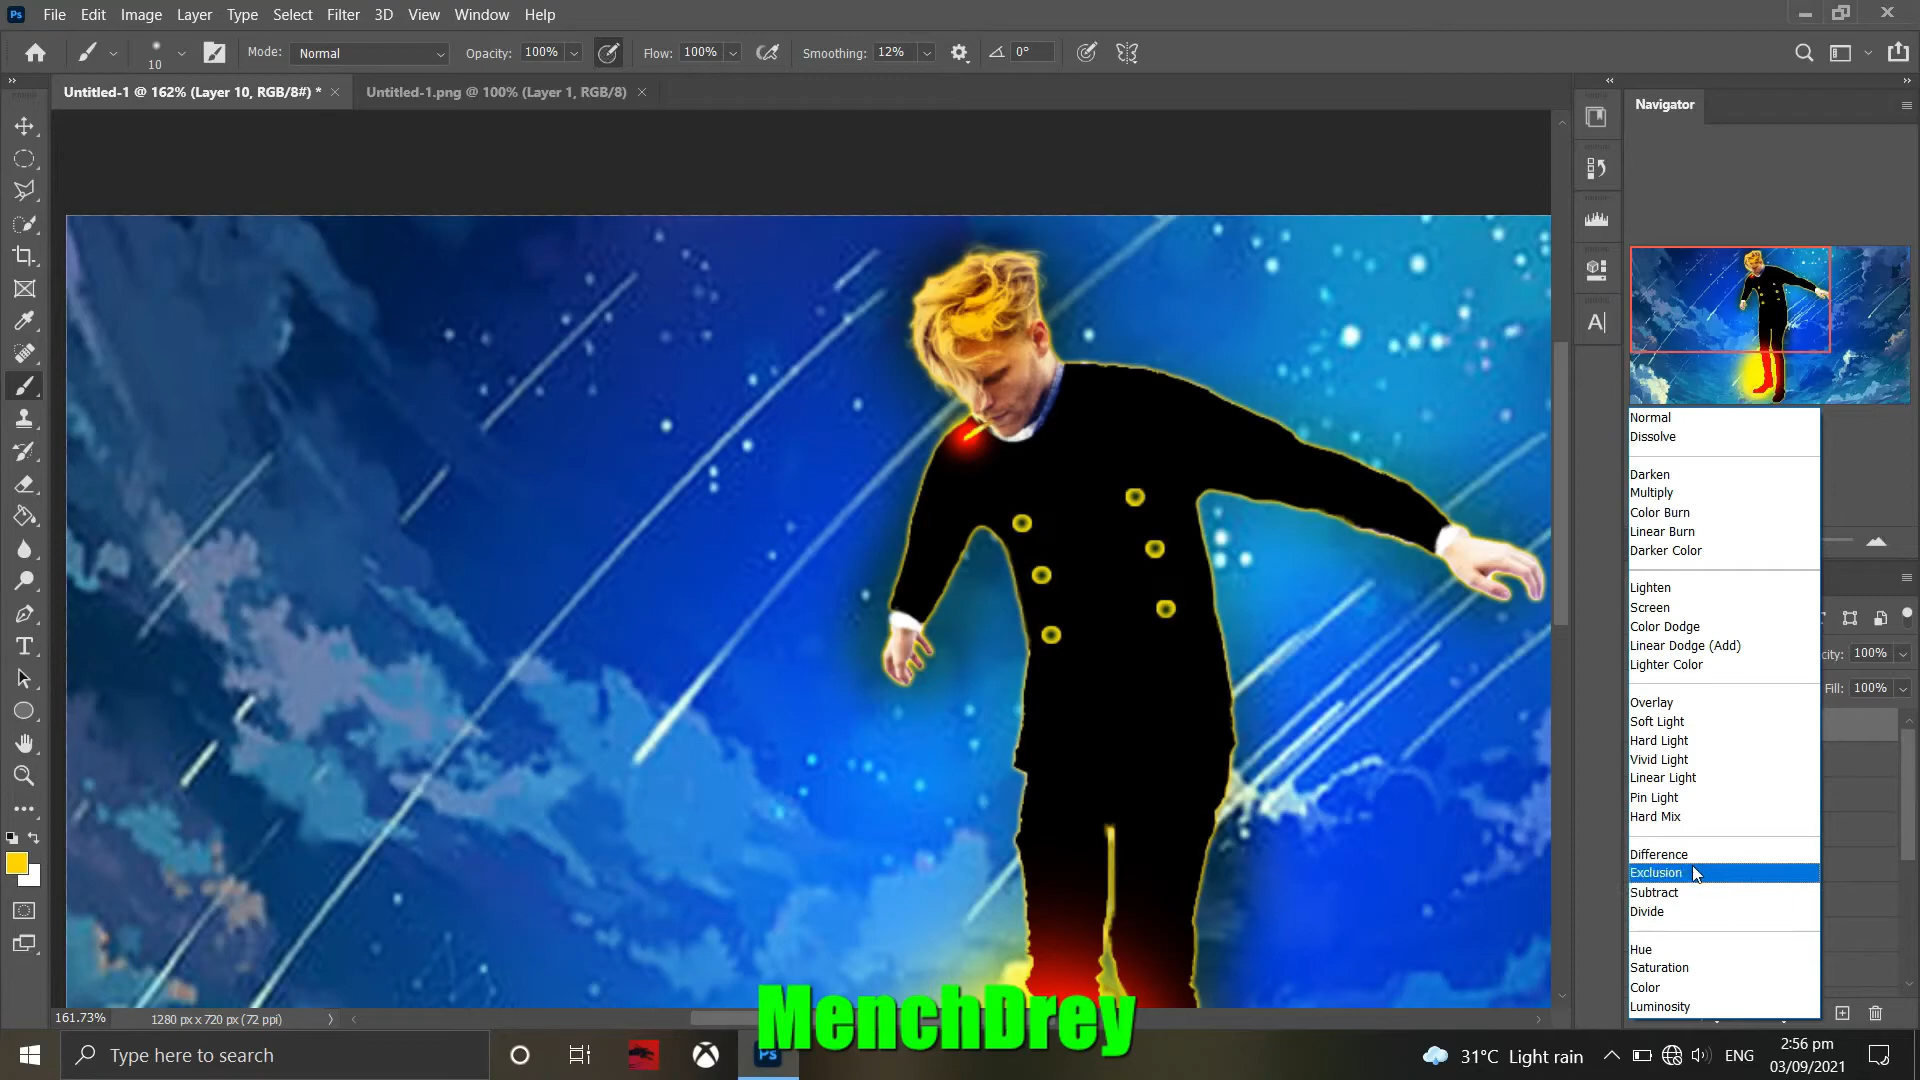 Ps File Edit Image Layer Type Select Filter 3D View Window Help
10 Mode: Normal Opacity: 100% Flow: 100% Smoothing: 12% 0°
Untitled-1 @ 162% (Layer 10, RGB/8#) * Untitled-1.png @ 100% (Layer 1, RGB/8)
Navigator
Normal
Dissolve
Darken
Multiply
Color Burn
Linear Burn
Darker Color
Lighten
Screen
Color Dodge
Linear Dodge (Add)
Lighter Color
Opacity: 100%
Fill: 100%
Overlay
Soft Light
Hard Light
Vivid Light
Linear Light
Pin Light
Hard Mix
Difference
Exclusion
Subtract
Divide
Hue
Saturation
Color
Luminosity
161.73% 1280 px x 720 px (72 ppi)
MenchDrey
Type here to search
Ps
31°C Light rain
ENG
2:56 pm
03/09/2021